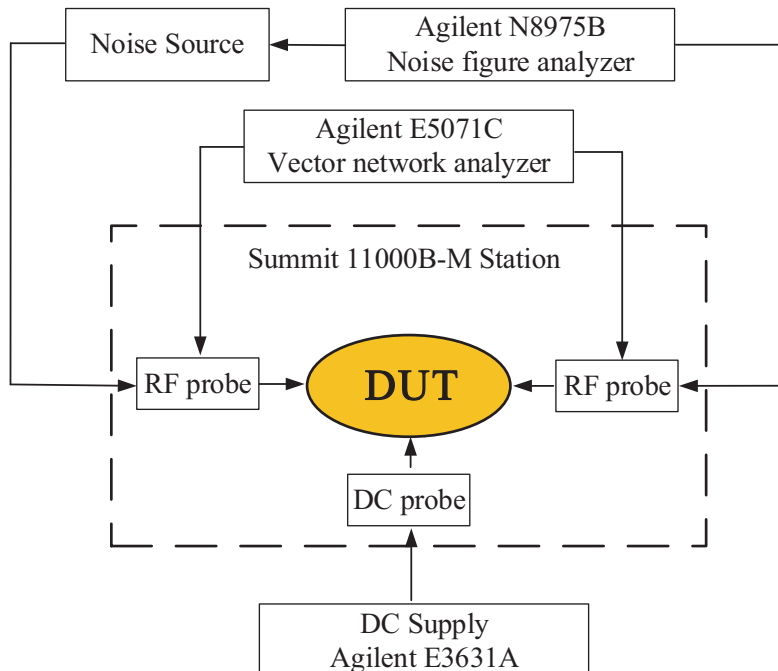 Noise Source
Agilent N8975B
Noise figure analyzer
Agilent E5071C
Vector network analyzer
Summit 11000B-M Station
RF probe
DUT
RF probe
DC probe
DC Supply
Agilent E3631A